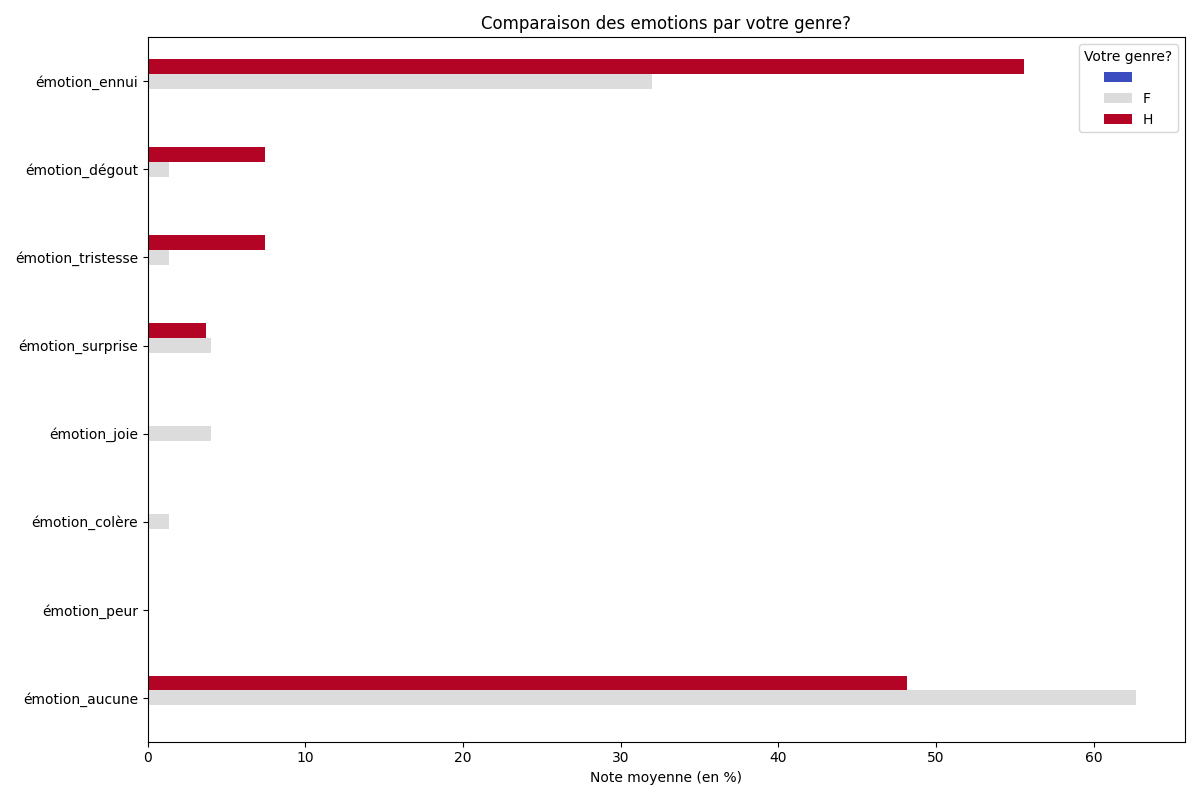 Comparaison des emotions par votre genre?
Votre genre?
F
H
émotion_ennui
émotion_dégout
émotion_tristesse
émotion_surprise
émotion_joie
émotion_colère
émotion_peur
émotion_aucune
0 10 20 30 40 50 60
Note moyenne (en %)